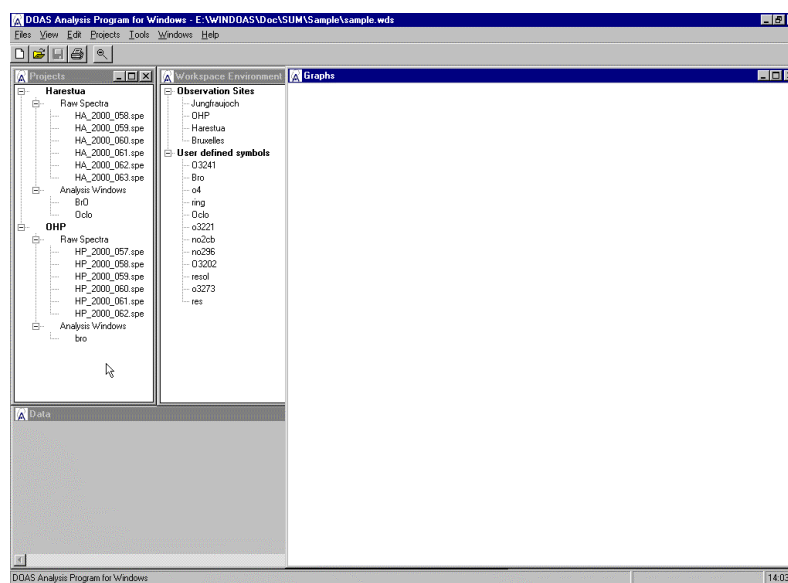 DOAS Analysis Program for Windows - E:\WINDOAS\Doc\SUM\Sample\sample.wds
Files View Edit Projects Tools Windows Help
Projects
Harestua
Raw Spectra
HA_2000_058.spe
HA_2000_059.spe
HA_2000_060.spe
HA_2000_061.spe
HA_2000_062.spe
HA_2000_063.spe
Analysis Windows
BrO
Oclo
OHP
Raw Spectra
HP_2000_057.spe
HP_2000_058.spe
HP_2000_059.spe
HP_2000_060.spe
HP_2000_061.spe
HP_2000_062.spe
Analysis Windows
bro
Workspace Environment
Observation Sites
Jungfraujoch
OHP
Harestua
Bruxelles
User defined symbols
O3241
Bro
o4
ring
Oclo
o3221
no2cb
no296
O3202
resol
o3273
res
Graphs
Data
DOAS Analysis Program for Windows
14:03